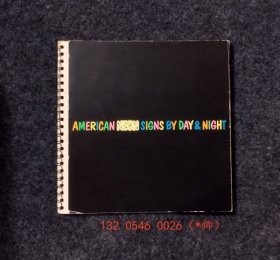 AMERICAN NEON SIGNS BY DAY & NIGHT
132 0546 0026 (*)